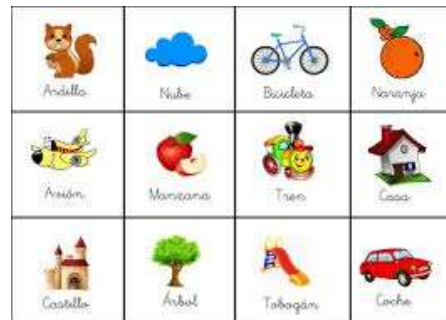 Ardilla
Nube
Bicicleta
Naranja
Avión
Manzana
Tren
Casa
Castillo
Árbol
Tobogán
Coche